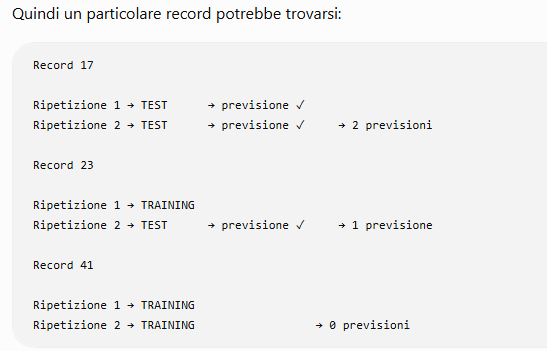 Quindi un particolare record potrebbe trovarsi:
Record 17
Ripetizione 1 → TEST → previsione ✓
Ripetizione 2 → TEST → previsione ✓ → 2 previsioni
Record 23
Ripetizione 1 → TRAINING
Ripetizione 2 → TEST → previsione ✓ → 1 previsione
Record 41
Ripetizione 1 → TRAINING
Ripetizione 2 → TRAINING → 0 previsioni